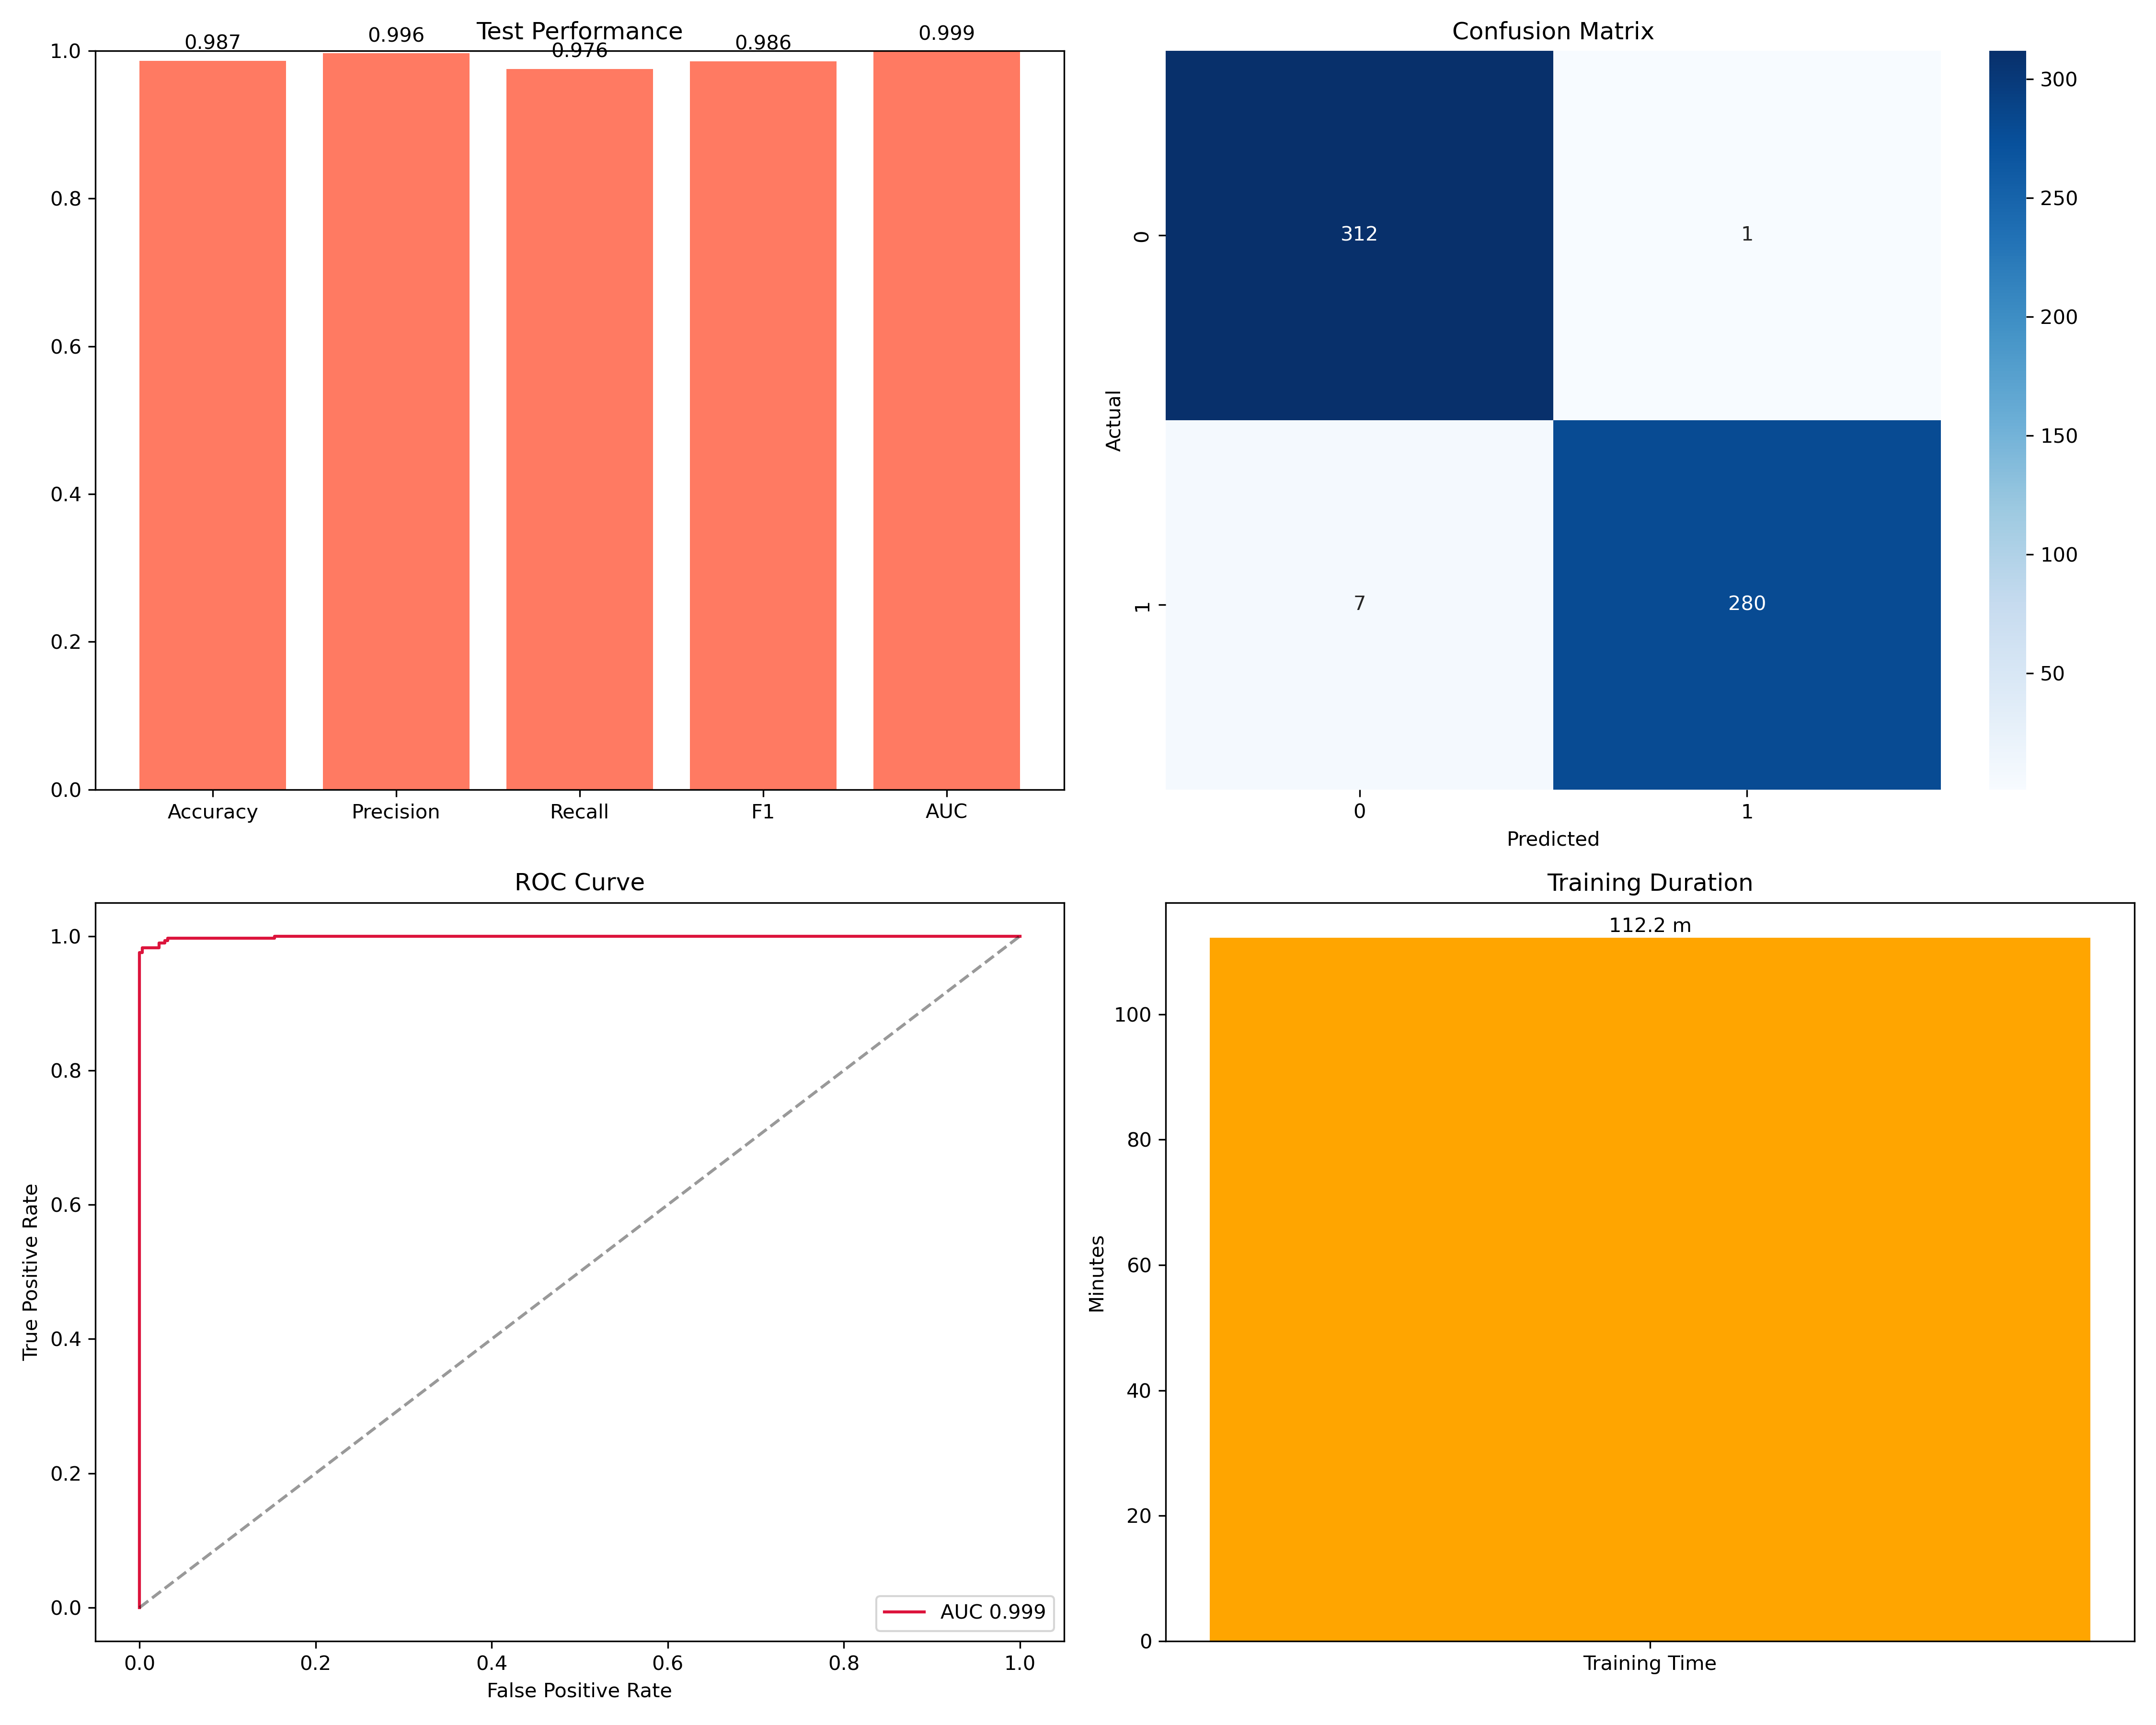 Test Performance
0.987
0.996
0.976
0.986
0.999
1.0
0.8
0.6
0.4
0.2
0.0
Accuracy
Precision
Recall
F1
AUC
Confusion Matrix
Actual
0
1
312
1
7
280
0
1
Predicted
300
250
200
150
100
50
ROC Curve
True Positive Rate
1.0
0.8
0.6
0.4
0.2
0.0
AUC 0.999
0.0
0.2
0.4
0.6
0.8
1.0
False Positive Rate
Training Duration
112.2 m
Minutes
100
80
60
40
20
0
Training Time